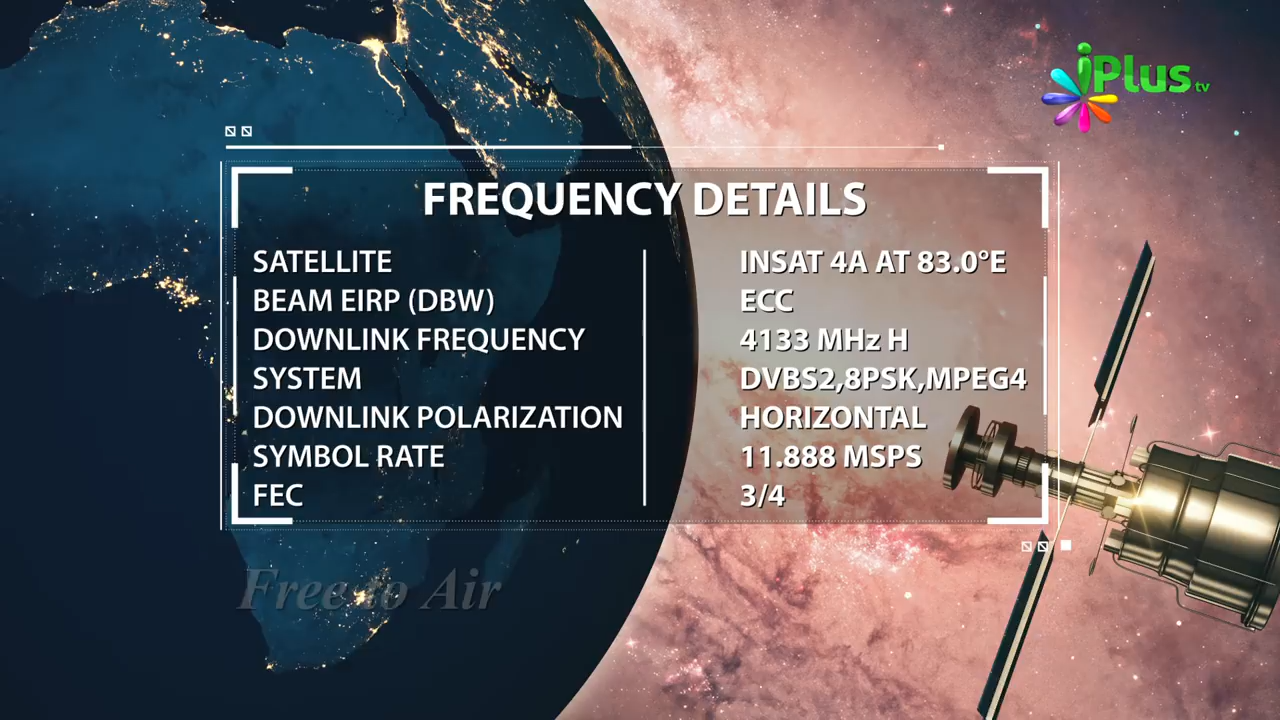 iPlus tv
FREQUENCY DETAILS
SATELLITE INSAT 4A AT 83.0°E
BEAM EIRP (DBW) ECC
DOWNLINK FREQUENCY 4133 MHz H
SYSTEM DVBS2,8PSK,MPEG4
DOWNLINK POLARIZATION HORIZONTAL
SYMBOL RATE 11.888 MSPS
FEC 3/4
Free to Air